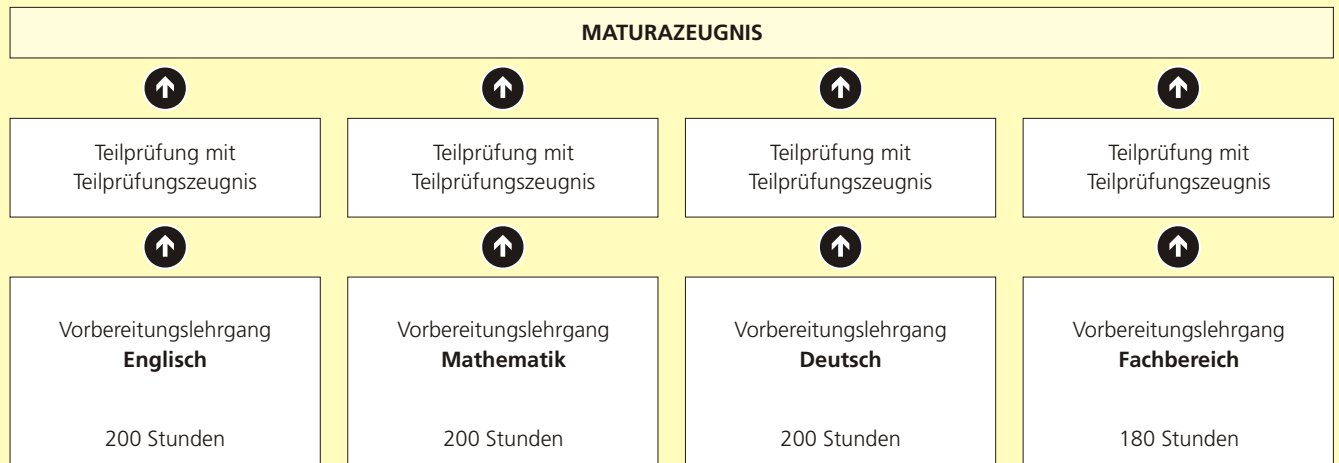 MATURAZEUGNIS
Teilprüfung mit
Teilprüfungszeugnis
Teilprüfung mit
Teilprüfungszeugnis
Teilprüfung mit
Teilprüfungszeugnis
Teilprüfung mit
Teilprüfungszeugnis
Vorbereitungslehrgang
Englisch
200 Stunden
Vorbereitungslehrgang
Mathematik
200 Stunden
Vorbereitungslehrgang
Deutsch
200 Stunden
Vorbereitungslehrgang
Fachbereich
180 Stunden